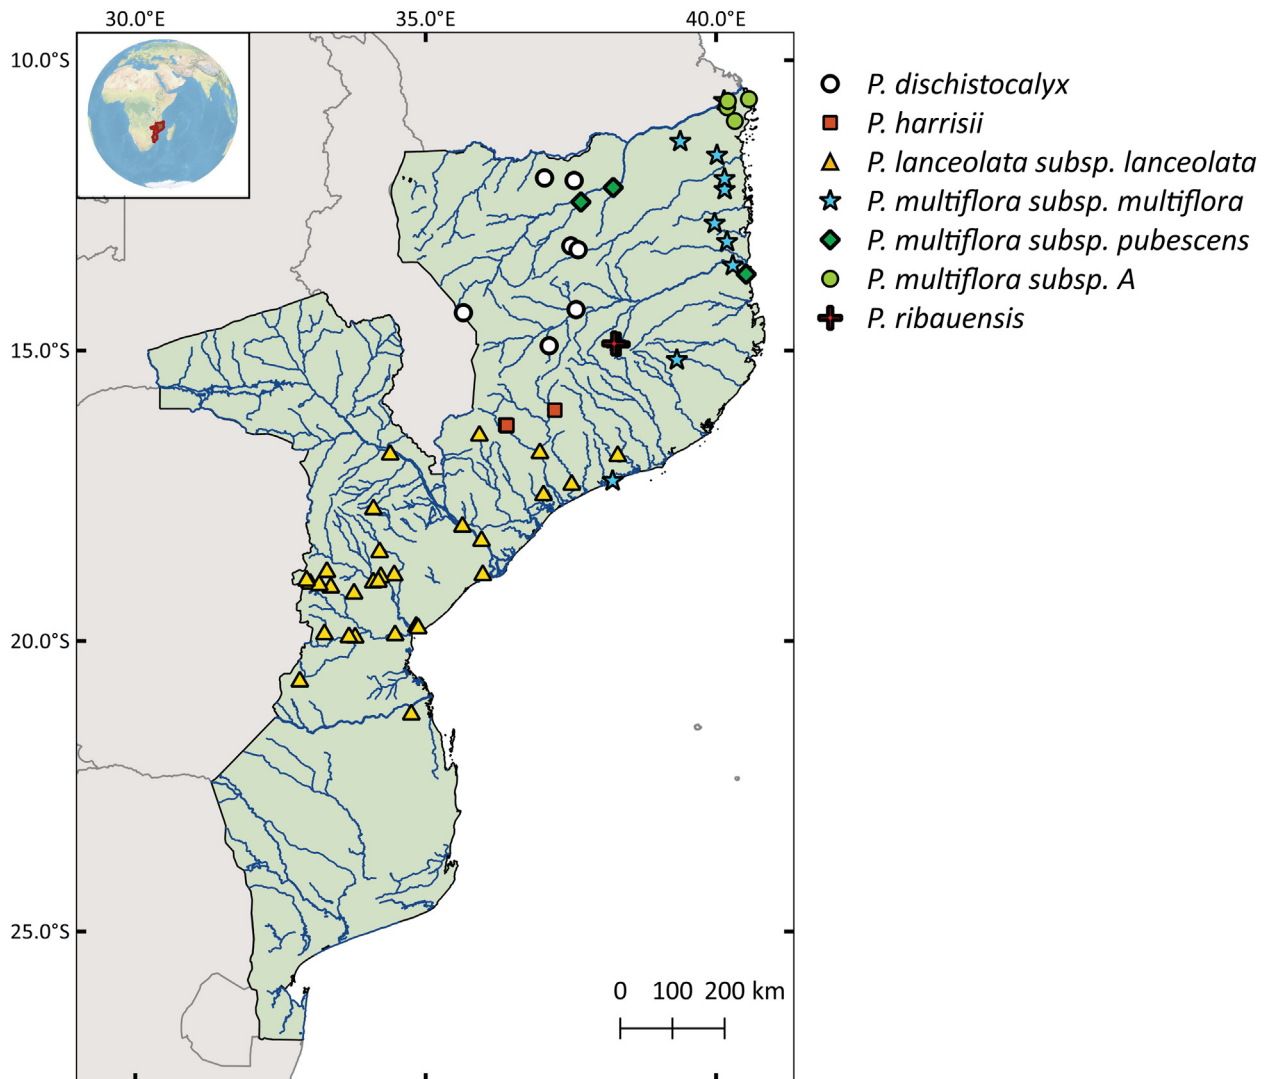 30.0°E 35.0°E 40.0°E
10.0°S
15.0°S
20.0°S
25.0°S
P. dischistocalyx
P. harrisii
P. lanceolata subsp. lanceolata
P. multiflora subsp. multiflora
P. multiflora subsp. pubescens
P. multiflora subsp. A
P. ribauensis
0 100 200 km